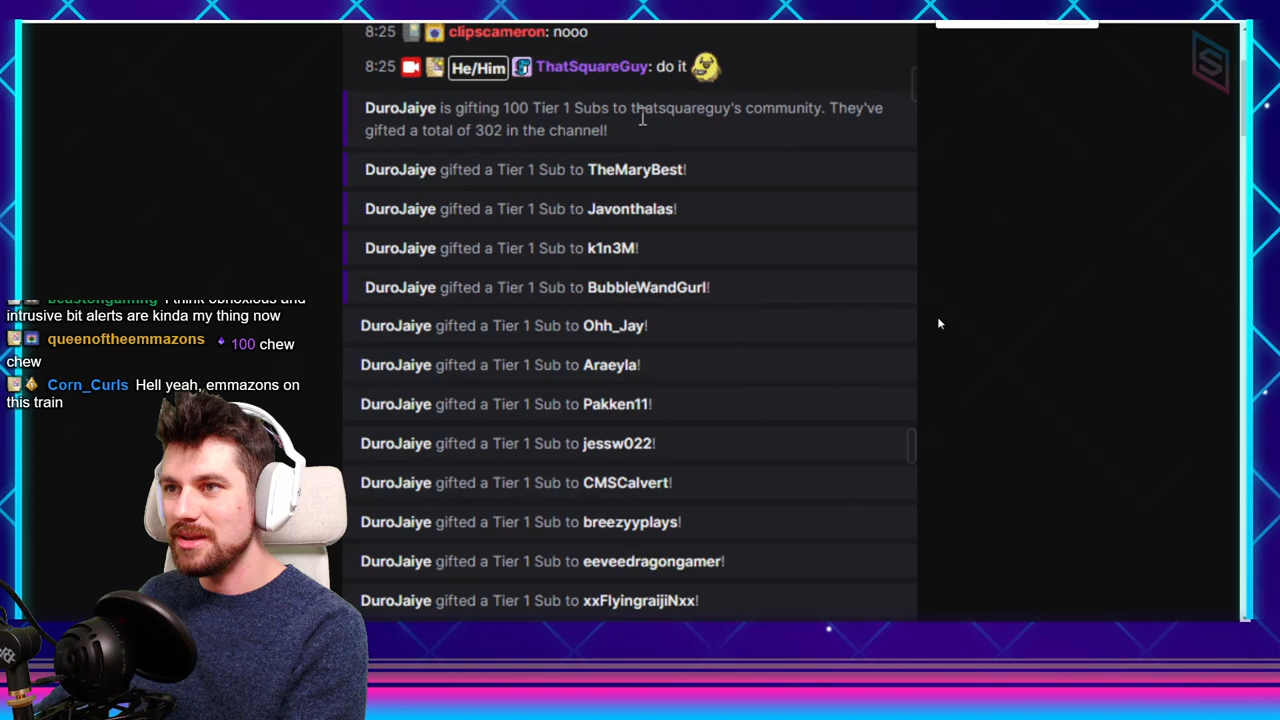 8:25 clipscameron: nooo
8:25 He/Him ThatSquareGuy: do it
DuroJaiye is gifting 100 Tier 1 Subs to thatsquareguy's community. They've
gifted a total of 302 in the channel!
DuroJaiye gifted a Tier 1 Sub to TheMaryBest!
DuroJaiye gifted a Tier 1 Sub to Javonthalas!
DuroJaiye gifted a Tier 1 Sub to k1n3M!
DuroJaiye gifted a Tier 1 Sub to BubbleWandGurl!
DuroJaiye gifted a Tier 1 Sub to Ohh_Jay!
DuroJaiye gifted a Tier 1 Sub to Araeyla!
DuroJaiye gifted a Tier 1 Sub to Pakken11!
DuroJaiye gifted a Tier 1 Sub to jessw022!
DuroJaiye gifted a Tier 1 Sub to CMSCalvert!
DuroJaiye gifted a Tier 1 Sub to breezyyplays!
DuroJaiye gifted a Tier 1 Sub to eeveedragongamer!
DuroJaiye gifted a Tier 1 Sub to xxFlyingraijiNxx!
I think obnoxious and
intrusive bit alerts are kinda my thing now
queenoftheemmazons 100 chew
chew
Corn_Curls Hell yeah, emmazons on
this train